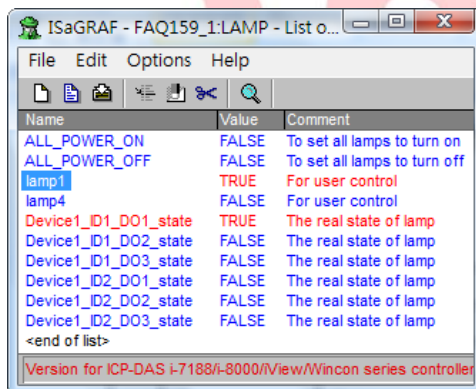 ISaGRAF - FAQ159_1:LAMP - List o...
File Edit Options Help
Name Value Comment
ALL_POWER_ON FALSE To set all lamps to turn on
ALL_POWER_OFF FALSE To set all lamps to turn off
lamp1 TRUE For user control
lamp4 FALSE For user control
Device1_ID1_DO1_state TRUE The real state of lamp
Device1_ID1_DO2_state FALSE The real state of lamp
Device1_ID1_DO3_state FALSE The real state of lamp
Device1_ID2_DO1_state FALSE The real state of lamp
Device1_ID2_DO2_state FALSE The real state of lamp
Device1_ID2_DO3_state FALSE The real state of lamp
<end of list>
Version for ICP-DAS i-7188/i-8000/iView/Wincon series controller